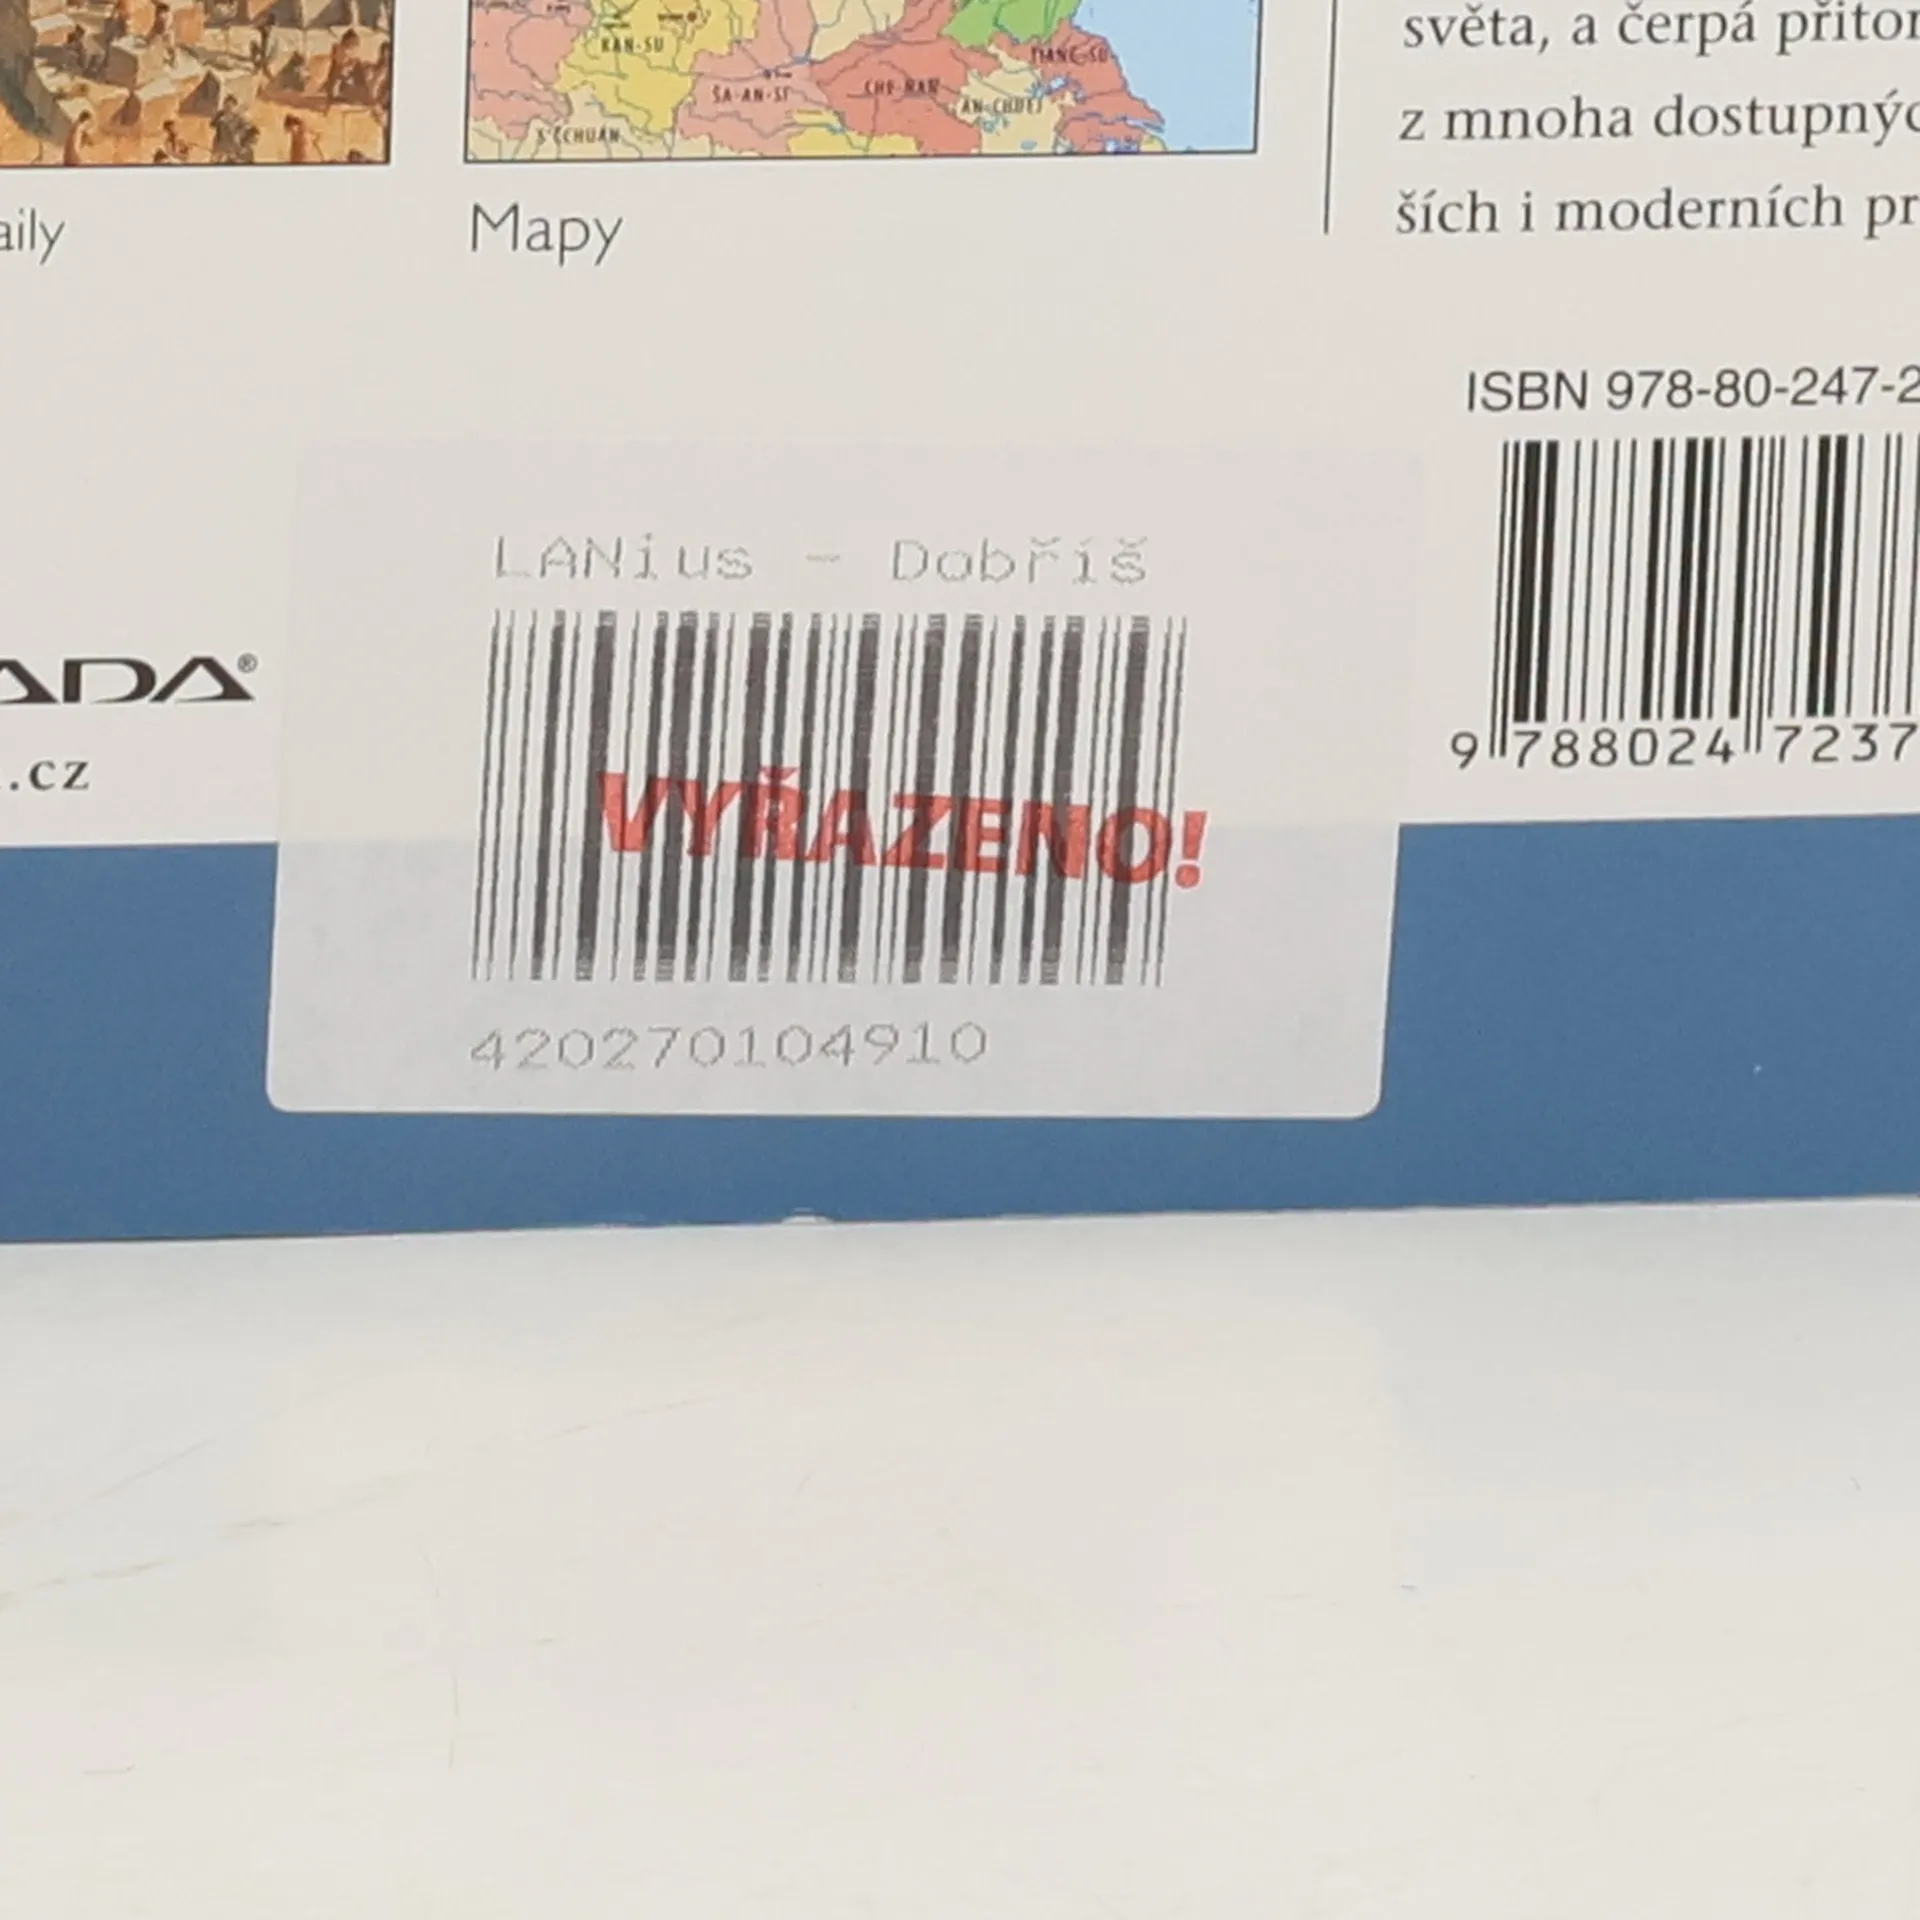 KAN-SU
ŠA-AN-SI
CHE-NAN
ŤIANG-SU
AN-CHUEJ
S'-ČCHUAN
světa, a čerpá přitom
z mnoha dostupných
ších i moderních pr
aily
Mapy
ISBN 978-80-247-2
9 788024 7237
LANius - Dobříš
VYŘAZENO!
420270104910
ADA®
.cz